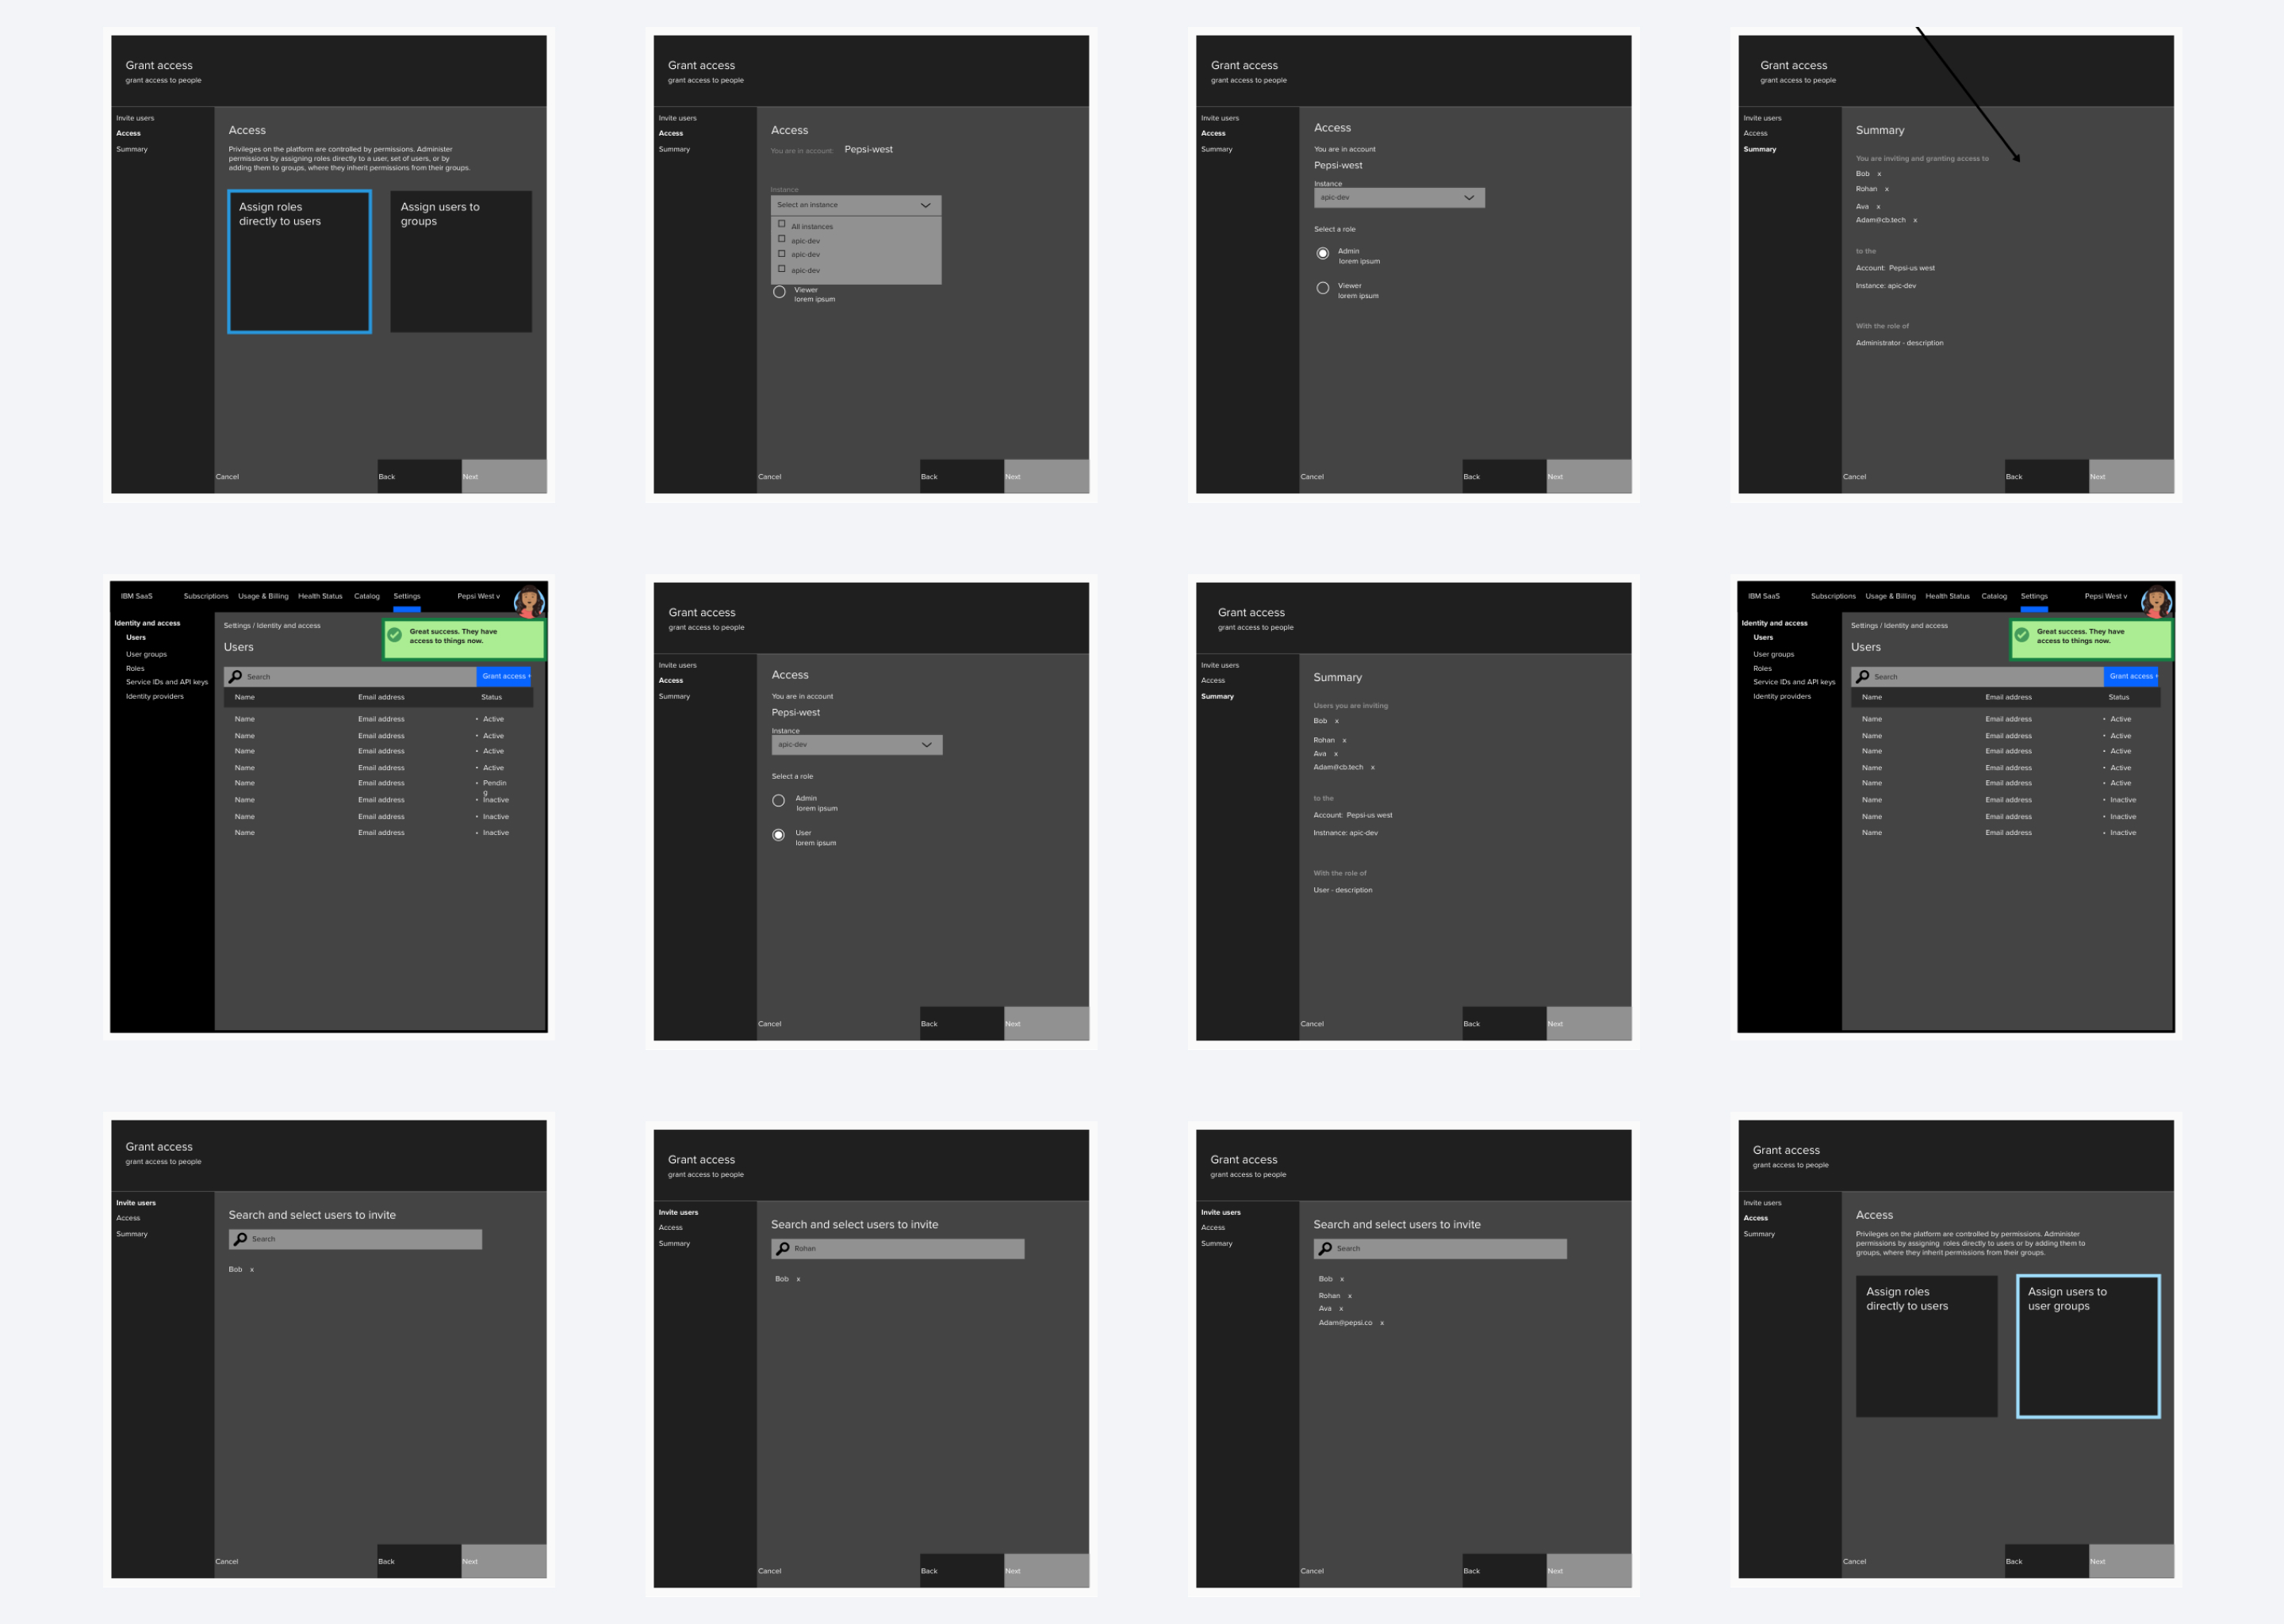 Grant access
grant access to people
Invite users
Access
Summary
Access
Privileges on the platform are controlled by permissions. Administer
permissions by assigning roles directly to a user, set of users, or by
adding them to groups, where they inherit permissions from their groups.
Assign roles
directly to users
Assign users to
groups
Cancel
Back
Next
Grant access
grant access to people
Invite users
Access
Summary
Access
You are in account: Pepsi-west
Instance
Select an instance
All instances
apic-dev
apic-dev
apic-dev
Viewer
lorem ipsum
Cancel
Back
Next
Grant access
grant access to people
Invite users
Access
Summary
Access
You are in account
Pepsi-west
Instance
apic-dev
Select a role
Admin
lorem ipsum
Viewer
lorem ipsum
Cancel
Back
Next
Grant access
grant access to people
Invite users
Access
Summary
Summary
You are inviting and granting access to
Bob x
Rohan x
Ava x
Adam@cb.tech x
to the
Account: Pepsi-us west
Instance: apic-dev
With the role of
Administrator - description
Cancel
Back
Next
IBM SaaS Subscriptions Usage & Billing Health Status Catalog Settings Pepsi West v
Identity and access
Users
User groups
Roles
Service IDs and API keys
Identity providers
Settings / Identity and access
Great success. They have
access to things now.
Users
Search
Grant access +
Name Email address Status
Name Email address • Active
Name Email address • Active
Name Email address • Active
Name Email address • Active
Name Email address • Pendin
g
Name Email address • Inactive
Name Email address • Inactive
Name Email address • Inactive
Grant access
grant access to people
Invite users
Access
Summary
Access
You are in account
Pepsi-west
Instance
apic-dev
Select a role
Admin
lorem ipsum
User
lorem ipsum
Cancel
Back
Next
Grant access
grant access to people
Invite users
Access
Summary
Summary
Users you are inviting
Bob x
Rohan x
Ava x
Adam@cb.tech x
to the
Account: Pepsi-us west
Instnance: apic-dev
With the role of
User - description
Cancel
Back
Next
IBM SaaS Subscriptions Usage & Billing Health Status Catalog Settings Pepsi West v
Identity and access
Users
User groups
Roles
Service IDs and API keys
Identity providers
Settings / Identity and access
Great success. They have
access to things now.
Users
Search
Grant access +
Name Email address Status
Name Email address • Active
Name Email address • Active
Name Email address • Active
Name Email address • Active
Name Email address • Active
Name Email address • Inactive
Name Email address • Inactive
Name Email address • Inactive
Grant access
grant access to people
Invite users
Access
Summary
Search and select users to invite
Search
Bob x
Cancel
Back
Next
Grant access
grant access to people
Invite users
Access
Summary
Search and select users to invite
Rohan
Bob x
Cancel
Back
Next
Grant access
grant access to people
Invite users
Access
Summary
Search and select users to invite
Search
Bob x
Rohan x
Ava x
Adam@pepsi.co x
Cancel
Back
Next
Grant access
grant access to people
Invite users
Access
Summary
Access
Privileges on the platform are controlled by permissions. Administer
permissions by assigning roles directly to users or by adding them to
groups, where they inherit permissions from their groups.
Assign roles
directly to users
Assign users to
user groups
Cancel
Back
Next